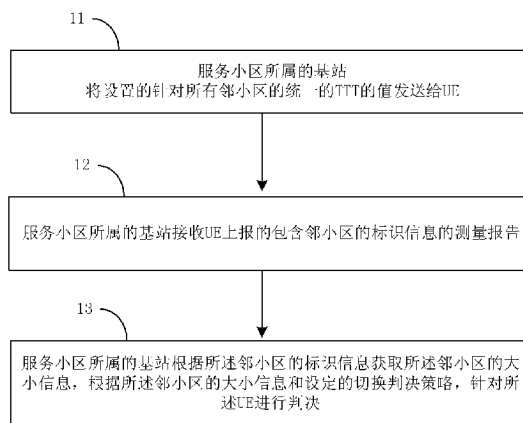 11
服务小区所属的基站
将设置的针对所有邻小区的统一的TTT的值发送给UE
12
服务小区所属的基站接收UE上报的包含邻小区的标识信息的测量报告
13
服务小区所属的基站根据所述邻小区的标识信息获取所述邻小区的大
小信息，根据所述邻小区的大小信息和设定的切换判决策略，针对所
述UE进行判决